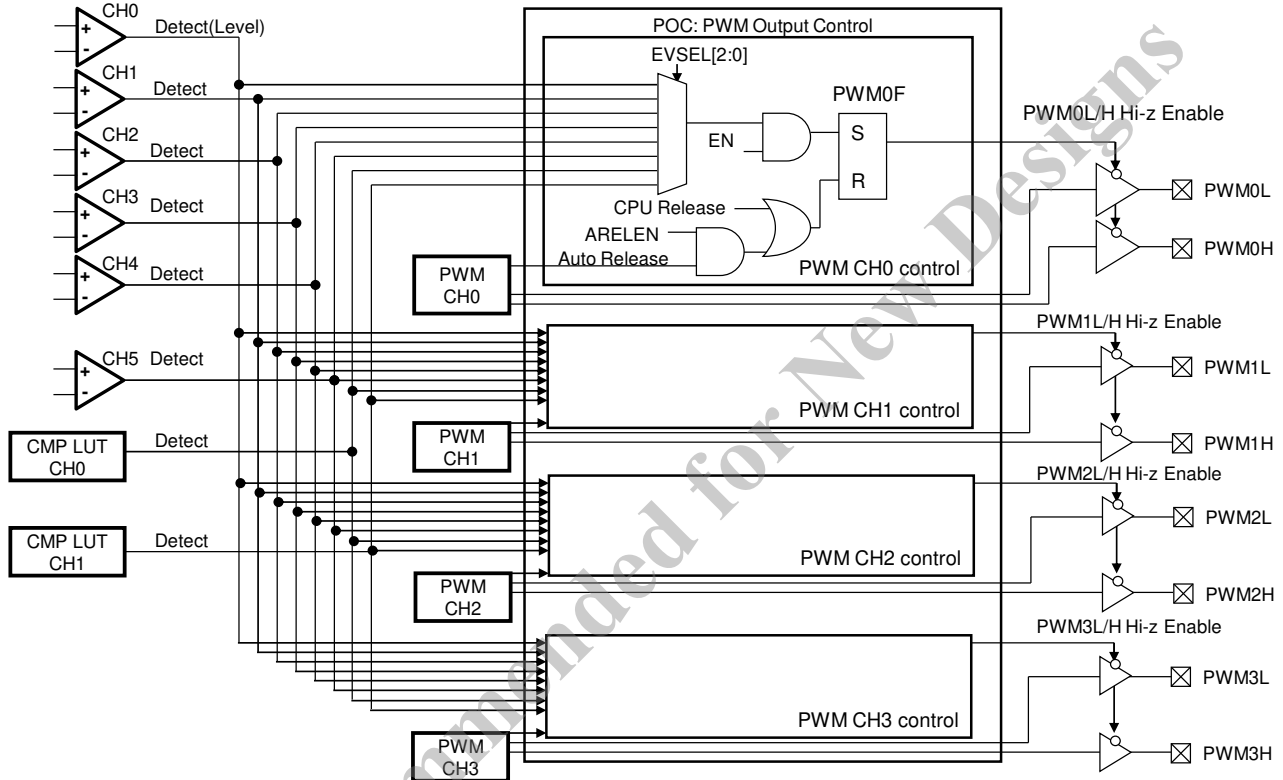 CH0
+
-
Detect(Level)
CH1
+
-
Detect
CH2
+
-
Detect
CH3
+
-
Detect
CH4
+
-
Detect
CH5
+
-
Detect
CMP LUT
CH0
Detect
CMP LUT
CH1
Detect
POC: PWM Output Control
EVSEL[2:0]
PWM0F
EN
S
R
CPU Release
ARELEN
Auto Release
PWM CH0 control
PWM
CH0
PWM0L/H Hi-z Enable
PWM0L
PWM0H
PWM CH1 control
PWM
CH1
PWM1L/H Hi-z Enable
PWM1L
PWM1H
PWM CH2 control
PWM
CH2
PWM2L/H Hi-z Enable
PWM2L
PWM2H
PWM CH3 control
PWM
CH3
PWM3L/H Hi-z Enable
PWM3L
PWM3H
mmended for New Designs